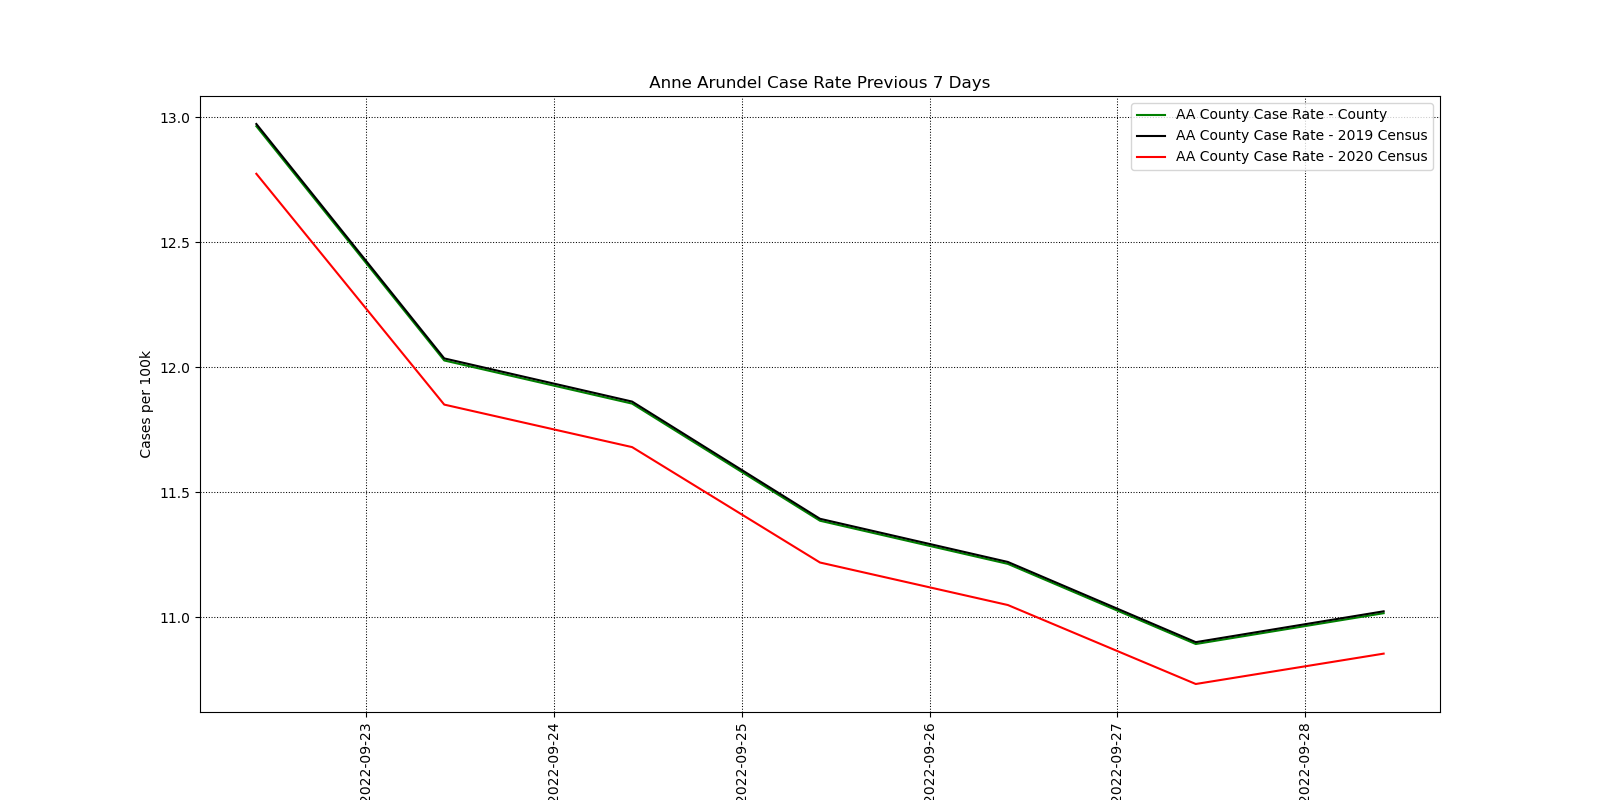 Anne Arundel Case Rate Previous 7 Days
AA County Case Rate - County
AA County Case Rate - 2019 Census
AA County Case Rate - 2020 Census
Cases per 100k
13.0
12.5
12.0
11.5
11.0
2022-09-23
2022-09-24
2022-09-25
2022-09-26
2022-09-27
2022-09-28